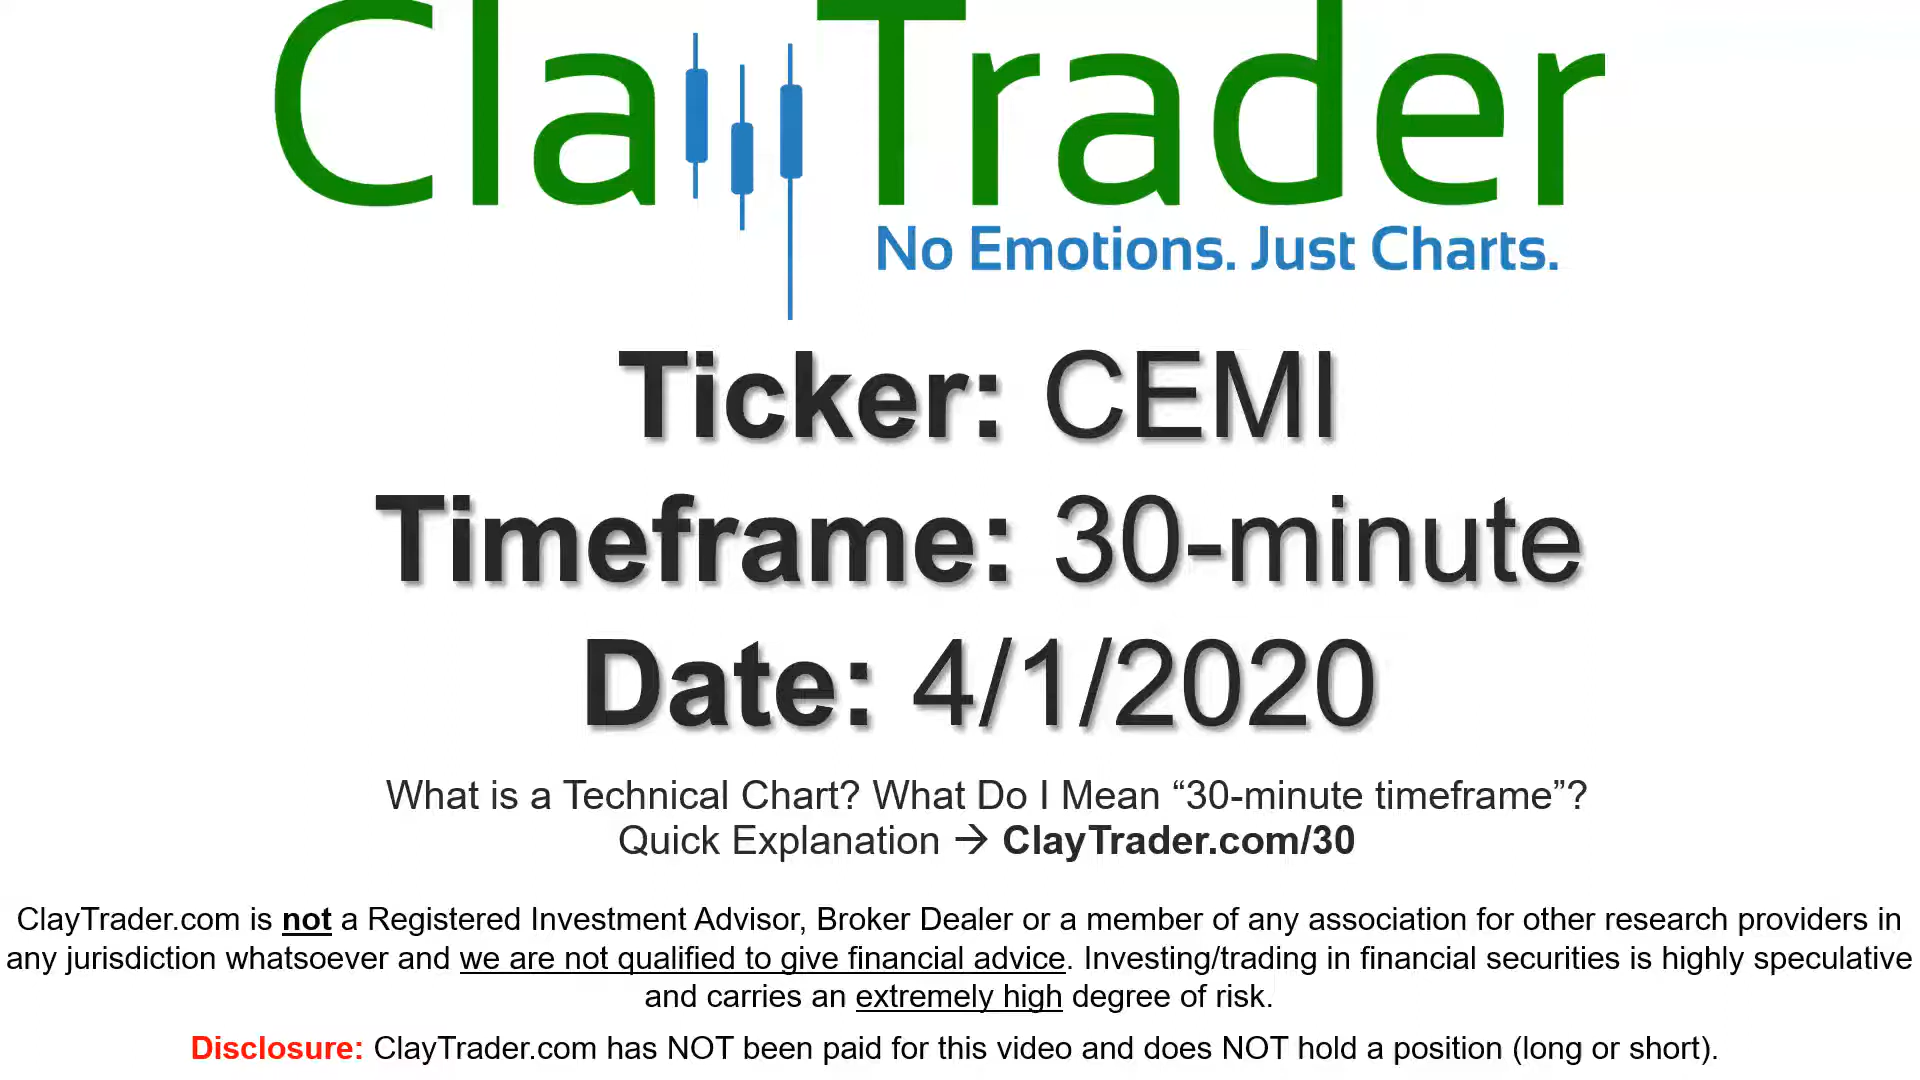 ClayTrader
No Emotions. Just Charts.
Ticker: CEMI
Timeframe: 30-minute
Date: 4/1/2020
What is a Technical Chart? What Do I Mean “30-minute timeframe”?
Quick Explanation → ClayTrader.com/30
ClayTrader.com is not a Registered Investment Advisor, Broker Dealer or a member of any association for other research providers in
any jurisdiction whatsoever and we are not qualified to give financial advice. Investing/trading in financial securities is highly speculative
and carries an extremely high degree of risk.
Disclosure: ClayTrader.com has NOT been paid for this video and does NOT hold a position (long or short).